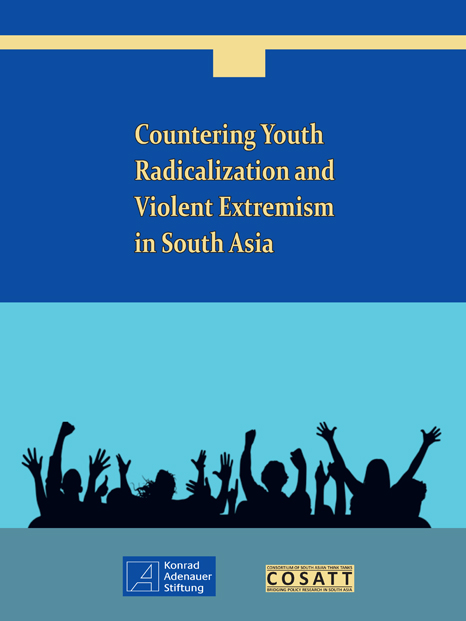 Countering Youth
Radicalization and
Violent Extremism
in South Asia
Konrad
Adenauer
Stiftung
CONSORTIUM OF SOUTH ASIAN THINK TANKS
COSATT
BRIDGING POLICY RESEARCH IN SOUTH ASIA